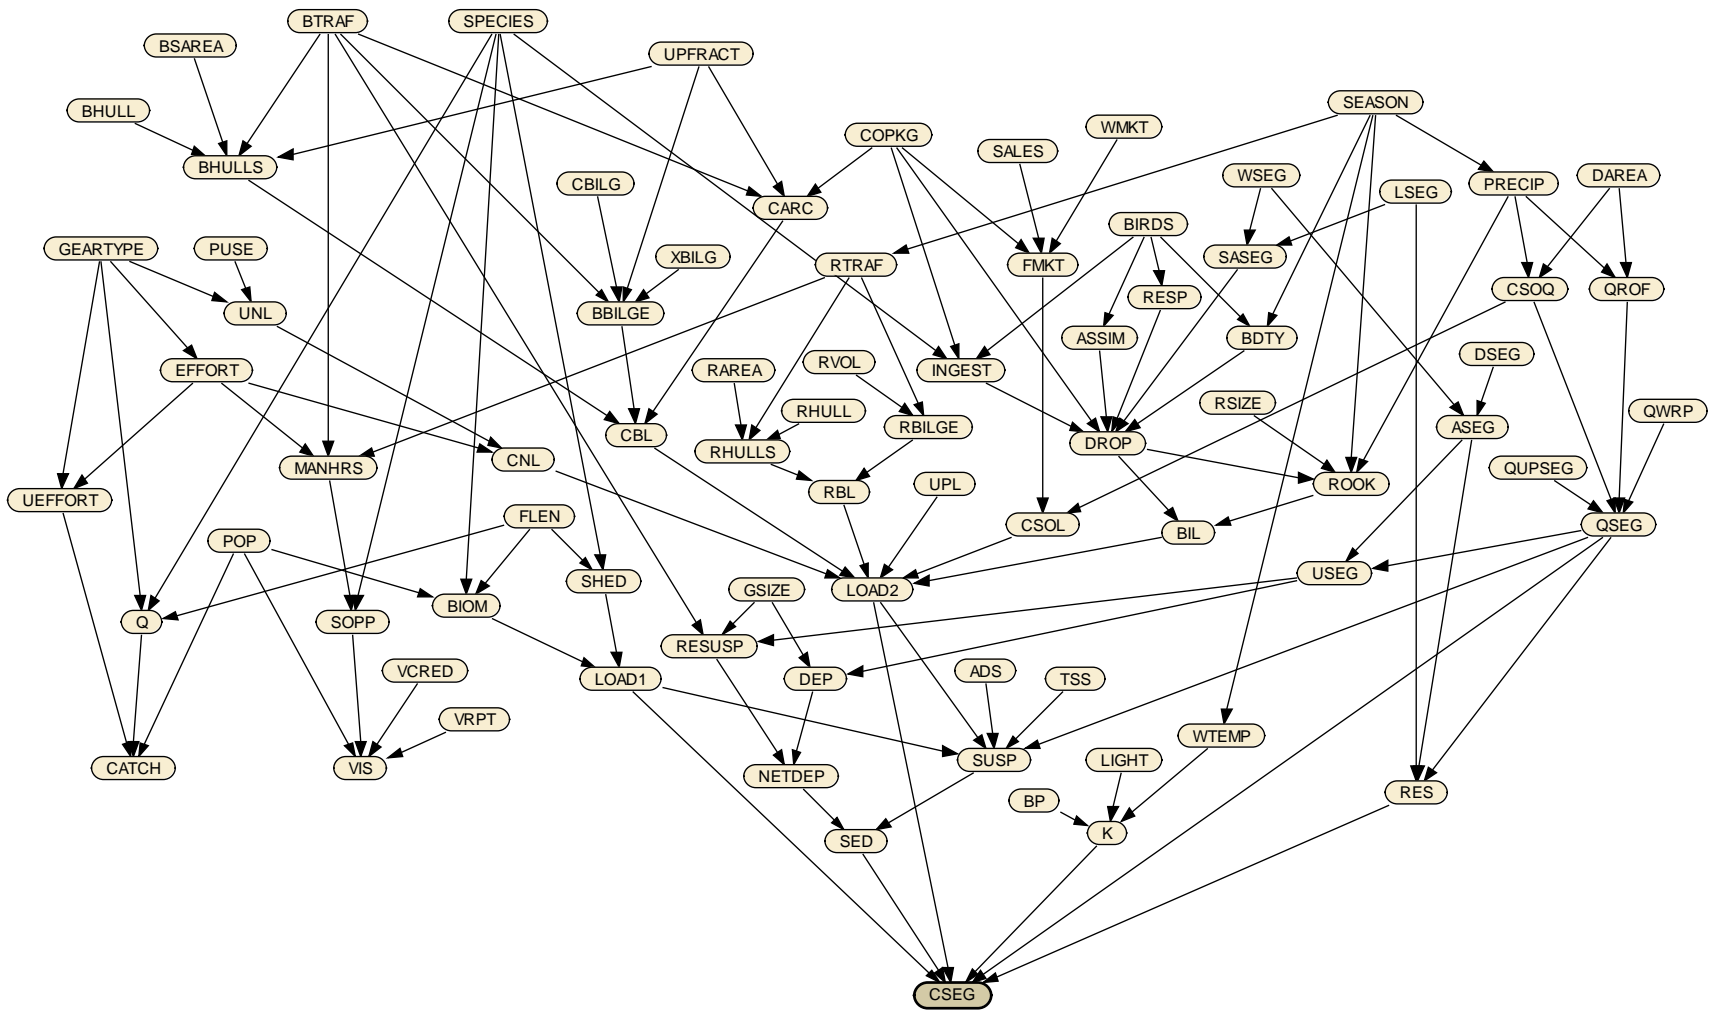 BTRAF
SPECIES
BSAREA
UPFRACT
SEASON
BHULL
WMKT
COPKG
SALES
BHULLS
WSEG
DAREA
CBILG
PRECIP
LSEG
CARC
BIRDS
GEARTYPE
PUSE
XBILG
SASEG
RTRAF
FMKT
CSOQ
QROF
RESP
UNL
BBILGE
ASSIM
BDTY
DSEG
RVOL
EFFORT
RAREA
INGEST
RSIZE
RHULL
QWRP
RBILGE
ASEG
CBL
DROP
RHULLS
CNL
MANHRS
QUPSEG
UPL
ROOK
RBL
UEFFORT
FLEN
CSOL
QSEG
BIL
POP
USEG
SHED
GSIZE
LOAD2
BIOM
Q
SOPP
RESUSP
VCRED
ADS
LOAD1
DEP
TSS
VRPT
WTEMP
SUSP
LIGHT
CATCH
VIS
NETDEP
RES
BP
K
SED
CSEG